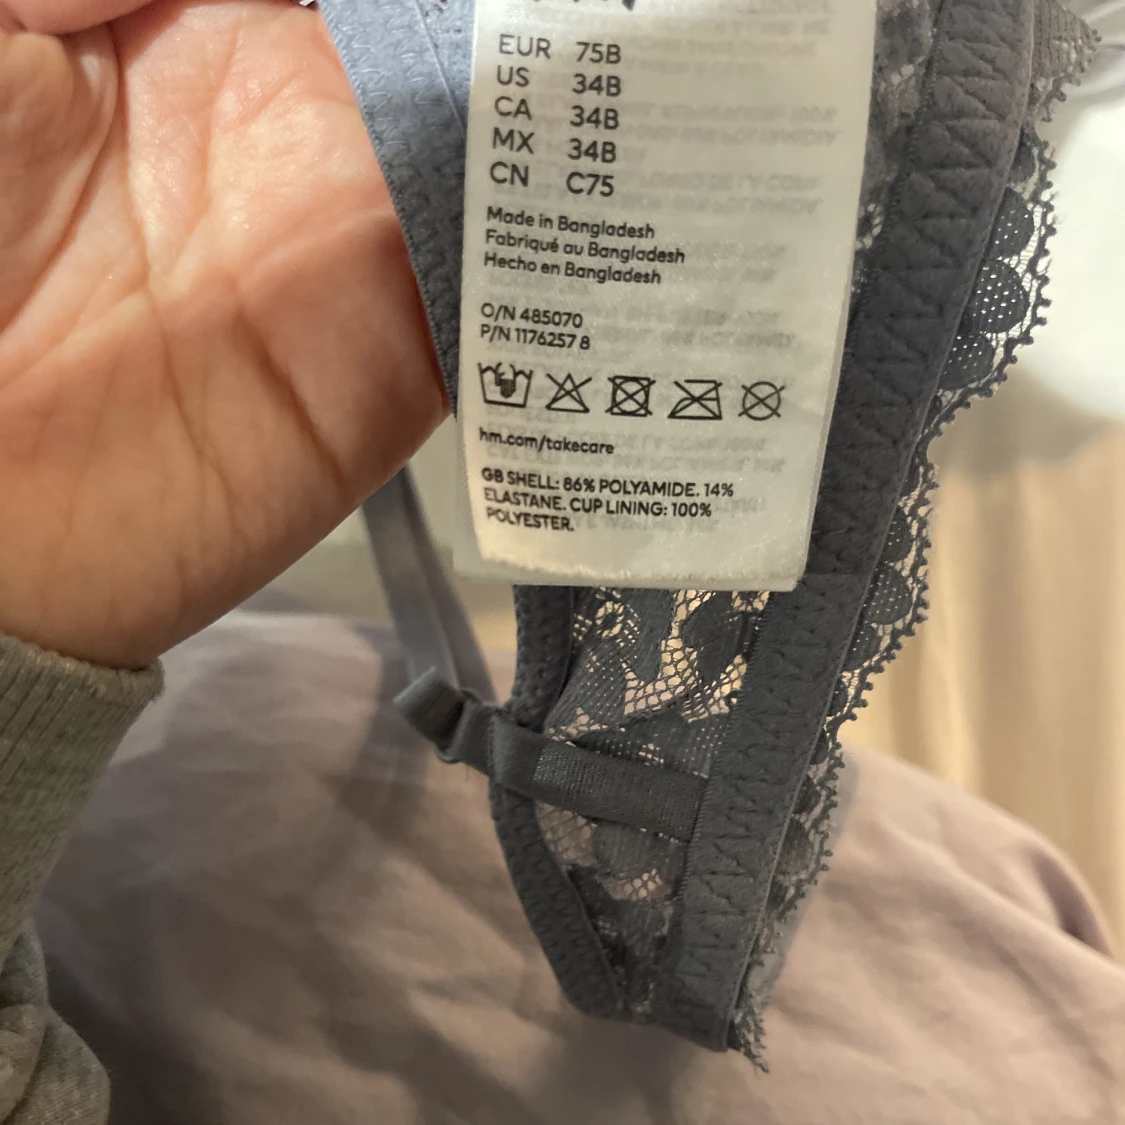 EUR 75B
US 34B
CA 34B
MX 34B
CN C75
Made in Bangladesh
Fabriqué au Bangladesh
Hecho en Bangladesh
O/N 485070
P/N 1176257 8
hm.com/takecare
GB SHELL: 86% POLYAMIDE. 14%
ELASTANE. CUP LINING: 100%
POLYESTER.